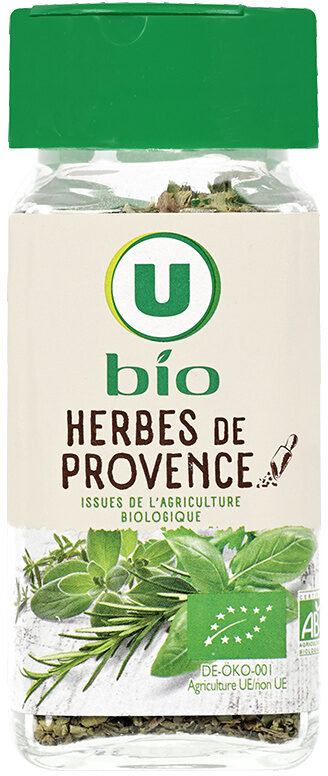 U
bio
HERBES DE
PROVENCE
ISSUES DE L'AGRICULTURE
BIOLOGIQUE
DE-ÖKO-001
Agriculture UE/non UE
AB